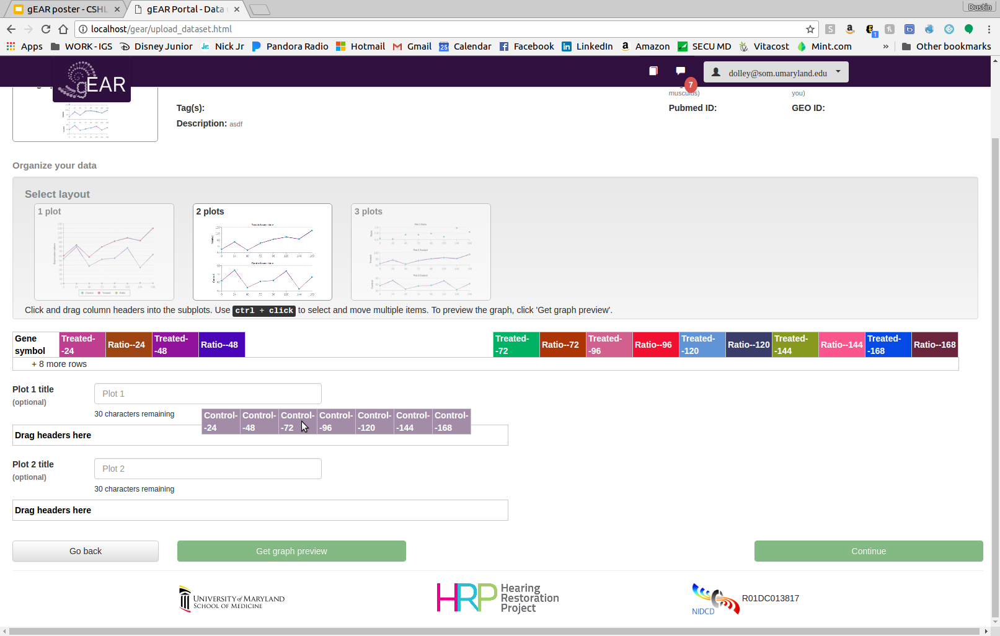 gEAR poster - CSHL
gEAR Portal - Data u
Dustin
localhost/gear/upload_dataset.html
1
Apps
WORK - IGS
Disney Junior
Nick Jr
Pandora Radio
Hotmail
Gmail
Calendar
Facebook
LinkedIn
Amazon
SECU MD
Vitacost
Mint.com
»
Other bookmarks
gEAR
7
dolley@som.umaryland.edu
musculus)
you)
Tag(s):
Pubmed ID:
GEO ID:
Description: asdf
Organize your data
Select layout
1 plot
2 plots
3 plots
Treated over time
Control over time
Click and drag column headers into the subplots. Use ctrl + click to select and move multiple items. To preview the graph, click 'Get graph preview'.
Gene symbol
Treated--24
Ratio--24
Treated--48
Ratio--48
Treated--72
Ratio--72
Treated--96
Ratio--96
Treated--120
Ratio--120
Treated--144
Ratio--144
Treated--168
Ratio--168
+ 8 more rows
Plot 1 title
(optional)
Plot 1
30 characters remaining
Control--24
Control--48
Control--72
Control--96
Control--120
Control--144
Control--168
Drag headers here
Plot 2 title
(optional)
Plot 2
30 characters remaining
Drag headers here
Go back
Get graph preview
Continue
UNIVERSITY of MARYLAND
SCHOOL OF MEDICINE
HRP
Hearing
Restoration
Project
NIDCD
R01DC013817